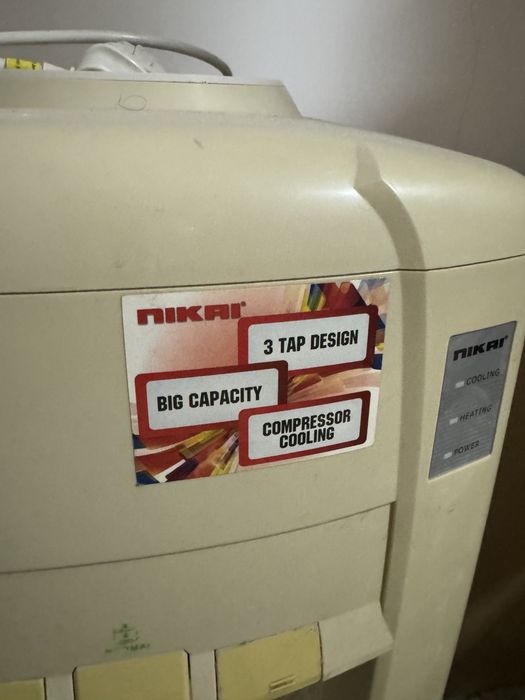 NIKAI
3 TAP DESIGN
BIG CAPACITY
COMPRESSOR
COOLING
NIKAI
COOLING
HEATING
POWER